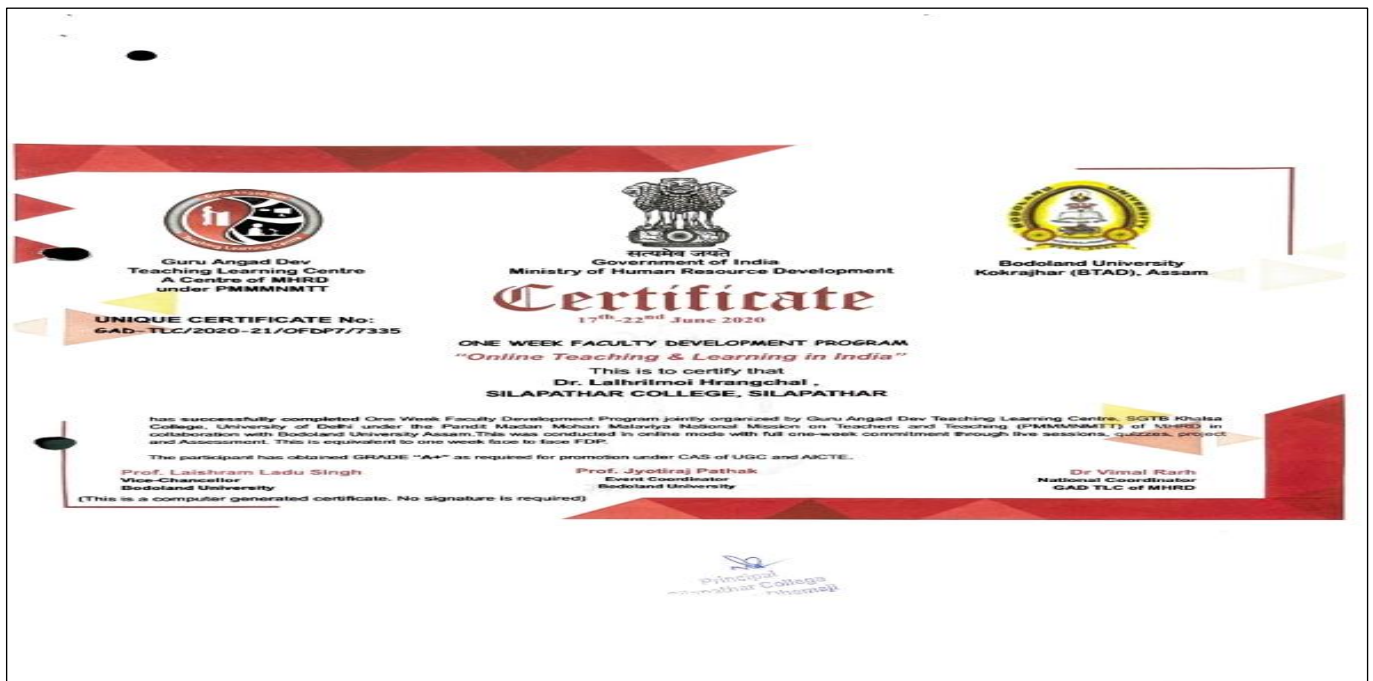 Guru Angad Dev
Teaching Learning Centre
A Centre of MHRD
under PMMMNMTT
UNIQUE CERTIFICATE No:
GAD-TLC/2020-21/OFDP7/7335
सत्यमेव जयते
Government of India
Ministry of Human Resource Development
BODOLAND UNIVERSITY
Bodoland University
Kokrajhar (BTAD), Assam
Certificate
17th-22nd June 2020
ONE WEEK FACULTY DEVELOPMENT PROGRAM
"Online Teaching & Learning in India"
This is to certify that
Dr. Lalhrilmoi Hrangchal ,
SILAPATHAR COLLEGE, SILAPATHAR
has successfully completed One Week Faculty Development Program jointly organized by Guru Angad Dev Teaching Learning Centre, SGTB Khalsa
College, University of Delhi under the Pandit Madan Mohan Malaviya National Mission on Teachers and Teaching (PMMMNMTT) of MHRD in
collaboration with Bodoland University Assam.This was conducted in online mode with full one-week commitment through live sessions, quizzes, project
and Assessment. This is equivalent to one week face to face FDP.
The participant has obtained GRADE "A+" as required for promotion under CAS of UGC and AICTE.
Prof. Laishram Ladu Singh
Vice-Chancellor
Bodoland University
Prof. Jyotiraj Pathak
Event Coordinator
Bodoland University
Dr Vimal Rarh
National Coordinator
GAD TLC of MHRD
(This is a computer generated certificate. No signature is required)
Principal
College